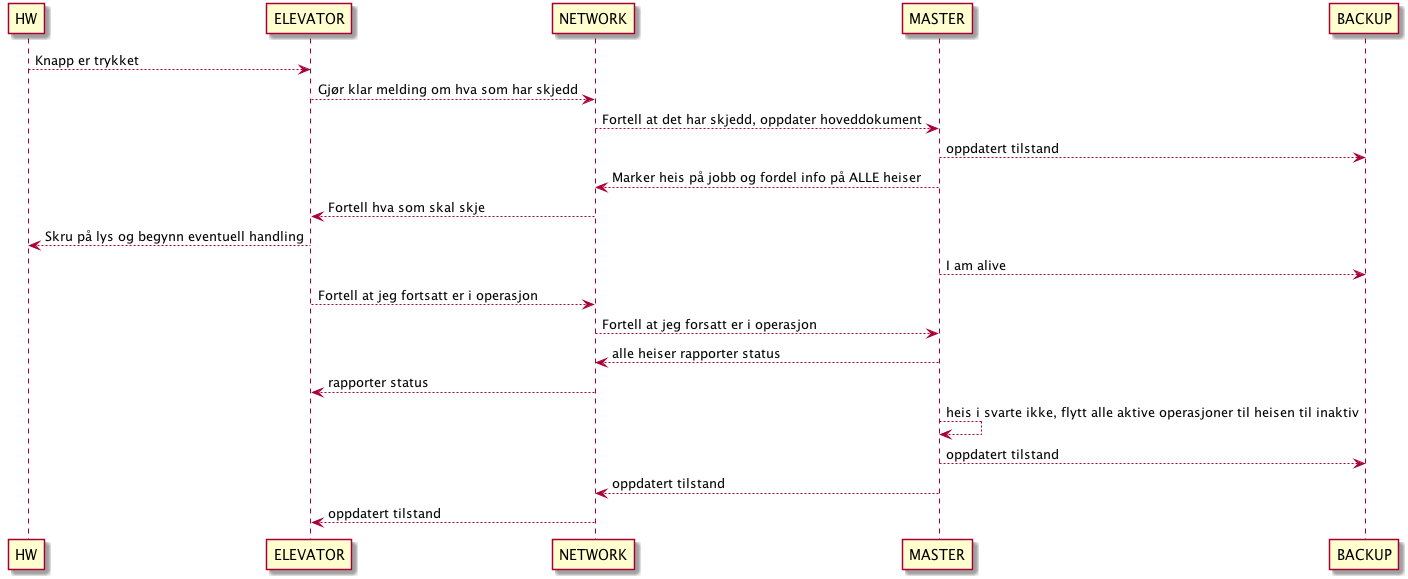 HW ELEVATOR NETWORK MASTER BACKUP
Knapp er trykket
Gjør klar melding om hva som har skjedd
Fortell at det har skjedd, oppdater hoveddokument
oppdatert tilstand
Marker heis på jobb og fordel info på ALLE heiser
Fortell hva som skal skje
Skru på lys og begynn eventuell handling
I am alive
Fortell at jeg fortsatt er i operasjon
Fortell at jeg forsatt er i operasjon
alle heiser rapporter status
rapporter status
heis i svarte ikke, flytt alle aktive operasjoner til heisen til inaktiv
oppdatert tilstand
oppdatert tilstand
oppdatert tilstand
HW ELEVATOR NETWORK MASTER BACKUP